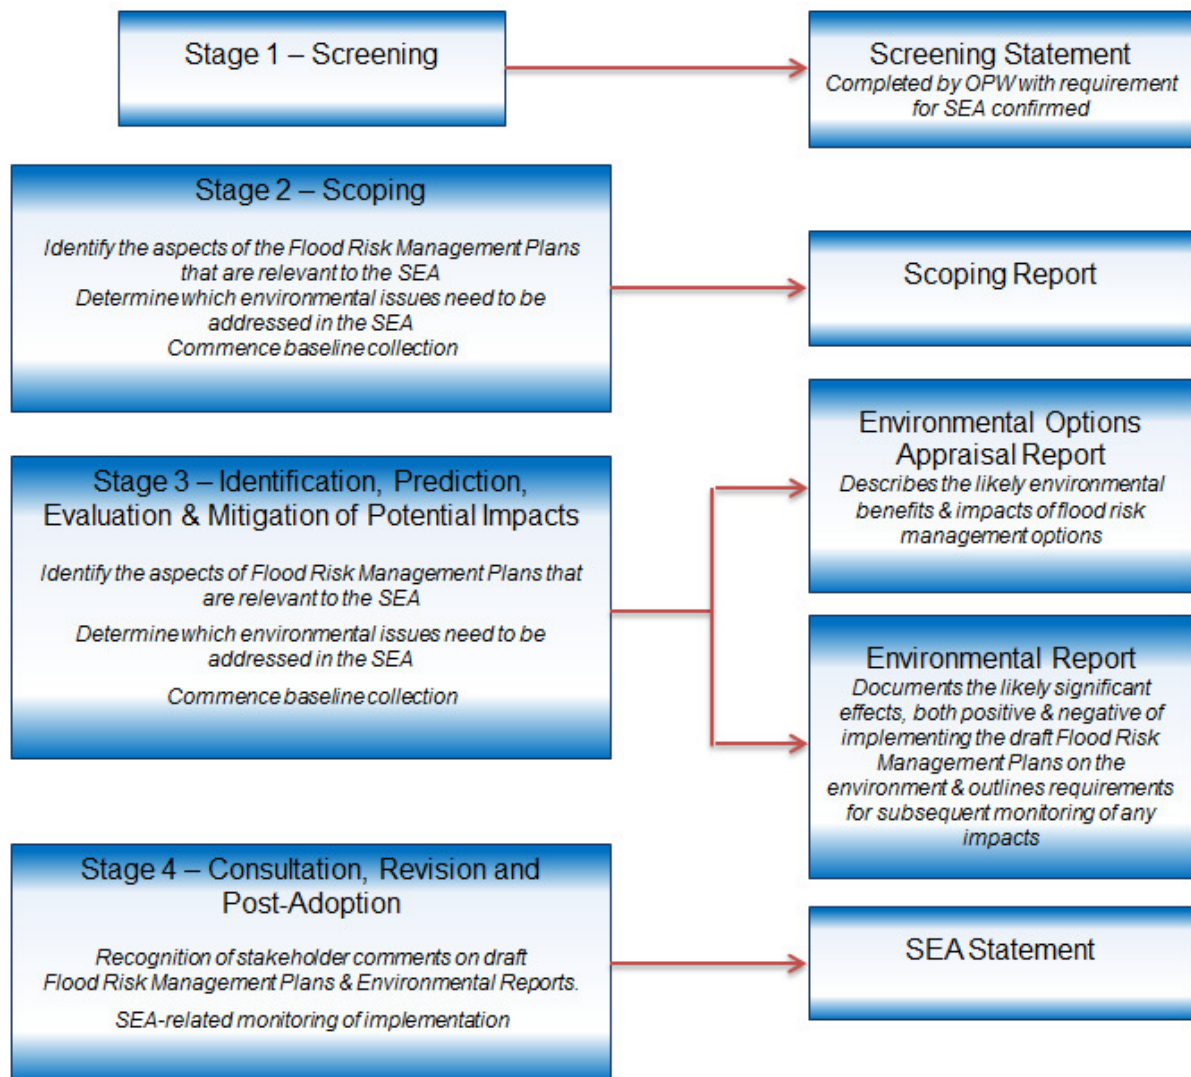 Stage 1 – Screening
Screening Statement
Completed by OPW with requirement
for SEA confirmed
Stage 2 – Scoping
Identify the aspects of the Flood Risk Management Plans
that are relevant to the SEA
Determine which environmental issues need to be
addressed in the SEA
Commence baseline collection
Scoping Report
Stage 3 – Identification, Prediction,
Evaluation & Mitigation of Potential Impacts
Identify the aspects of Flood Risk Management Plans that
are relevant to the SEA
Determine which environmental issues need to be
addressed in the SEA
Commence baseline collection
Environmental Options
Appraisal Report
Describes the likely environmental
benefits & impacts of flood risk
management options
Environmental Report
Documents the likely significant
effects, both positive & negative of
implementing the draft Flood Risk
Management Plans on the
environment & outlines requirements
for subsequent monitoring of any
impacts
Stage 4 – Consultation, Revision and
Post-Adoption
Recognition of stakeholder comments on draft
Flood Risk Management Plans & Environmental Reports.
SEA-related monitoring of implementation
SEA Statement